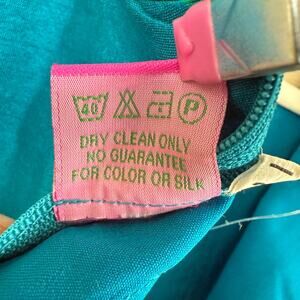 40 P
DRY CLEAN ONLY
NO GUARANTEE
FOR COLOR OR SILK